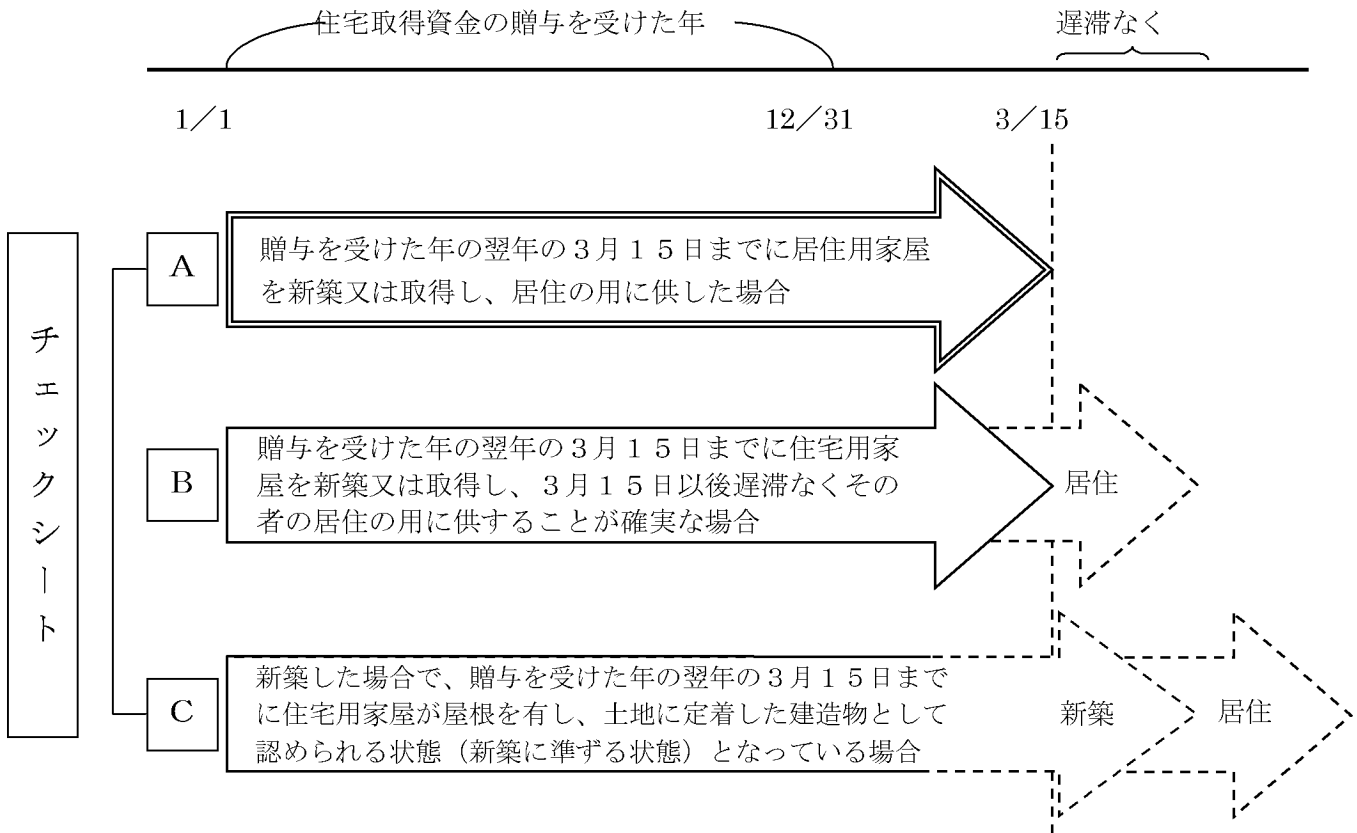 住宅取得資金の贈与を受けた年
遅滞なく
1／1
12／31
3／15
チェックシート
A
贈与を受けた年の翌年の３月１５日までに居住用家屋
を新築又は取得し、居住の用に供した場合
B
贈与を受けた年の翌年の３月１５日までに住宅用家
屋を新築又は取得し、３月１５日以後遅滞なくその
者の居住の用に供することが確実な場合
居住
C
新築した場合で、贈与を受けた年の翌年の３月１５日まで
に住宅用家屋が屋根を有し、土地に定着した建造物として
認められる状態（新築に準ずる状態）となっている場合
新築
居住